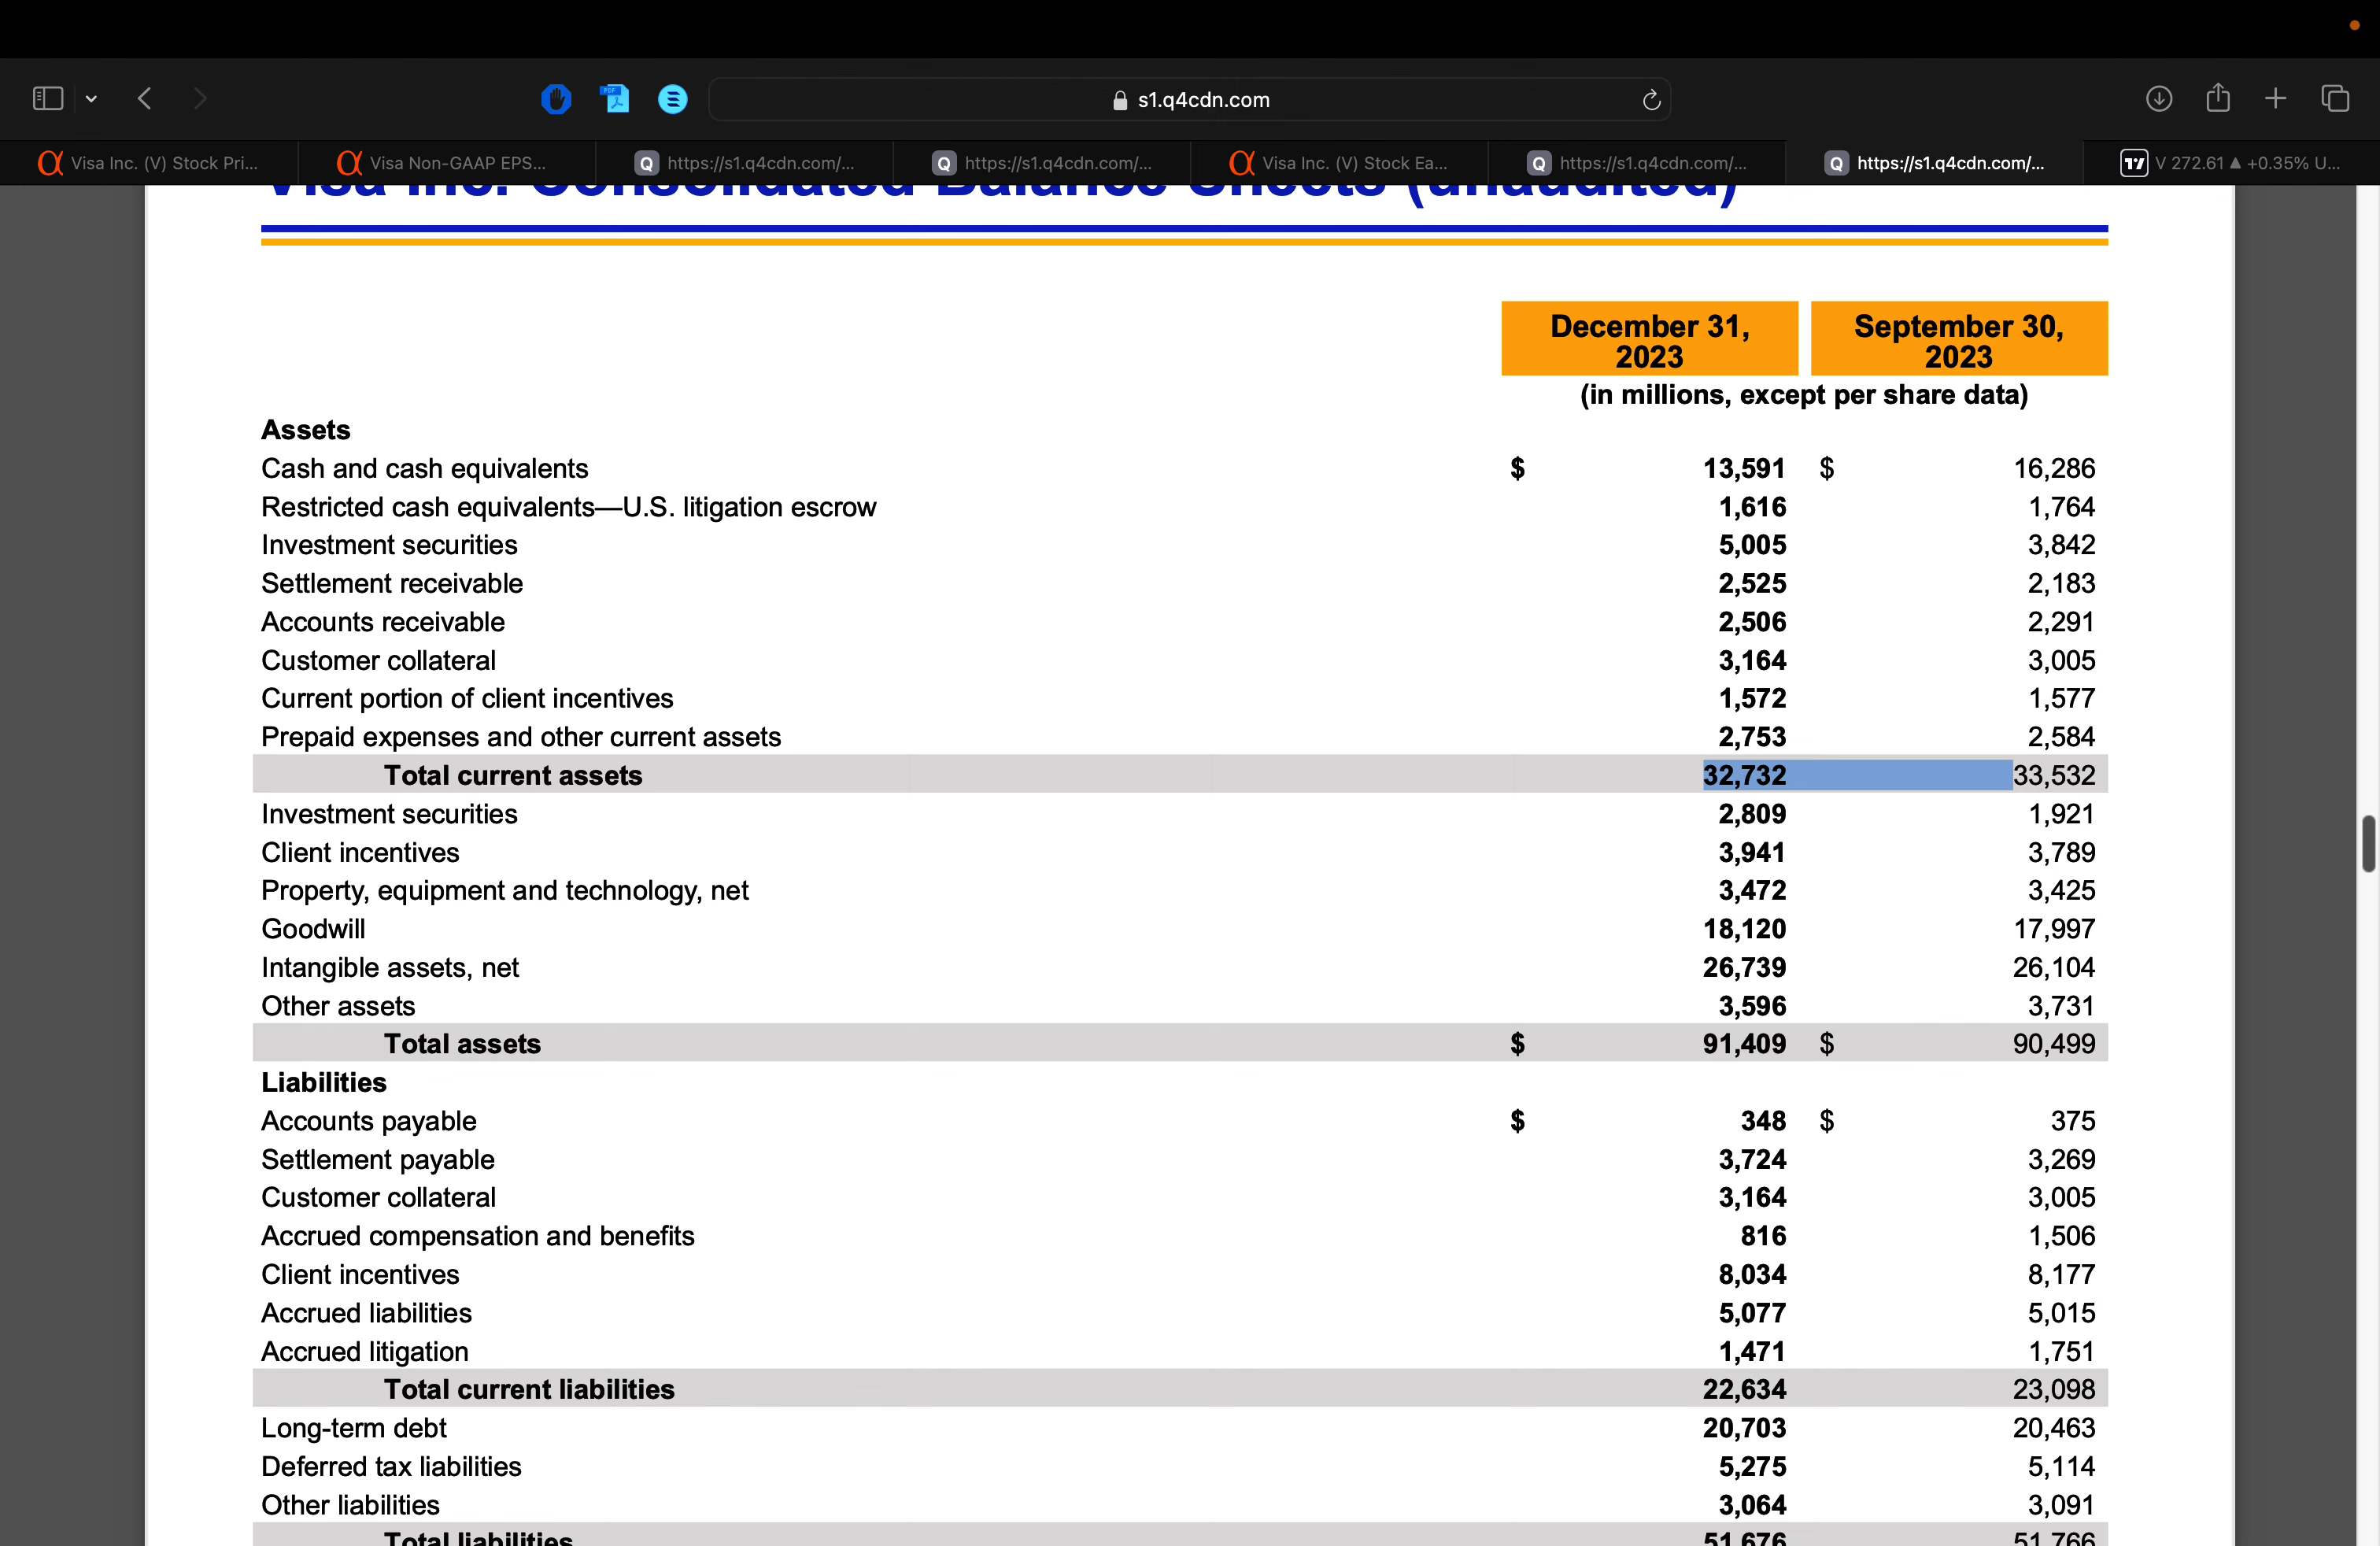 s1.q4cdn.com
Visa Inc. (V) Stock Pri...
Visa Non-GAAP EPS...
https://s1.q4cdn.com/...
https://s1.q4cdn.com/...
Visa Inc. (V) Stock Ea...
https://s1.q4cdn.com/...
https://s1.q4cdn.com/...
V 272.61 ▲ +0.35% U...
Visa Inc. Consolidated Balance Sheets (unaudited)
December 31, 2023 September 30, 2023
(in millions, except per share data)
Assets
Cash and cash equivalents $ 13,591 $ 16,286
Restricted cash equivalents—U.S. litigation escrow 1,616 1,764
Investment securities 5,005 3,842
Settlement receivable 2,525 2,183
Accounts receivable 2,506 2,291
Customer collateral 3,164 3,005
Current portion of client incentives 1,572 1,577
Prepaid expenses and other current assets 2,753 2,584
Total current assets 32,732 33,532
Investment securities 2,809 1,921
Client incentives 3,941 3,789
Property, equipment and technology, net 3,472 3,425
Goodwill 18,120 17,997
Intangible assets, net 26,739 26,104
Other assets 3,596 3,731
Total assets $ 91,409 $ 90,499
Liabilities
Accounts payable $ 348 $ 375
Settlement payable 3,724 3,269
Customer collateral 3,164 3,005
Accrued compensation and benefits 816 1,506
Client incentives 8,034 8,177
Accrued liabilities 5,077 5,015
Accrued litigation 1,471 1,751
Total current liabilities 22,634 23,098
Long-term debt 20,703 20,463
Deferred tax liabilities 5,275 5,114
Other liabilities 3,064 3,091
Total liabilities 51,676 51,766